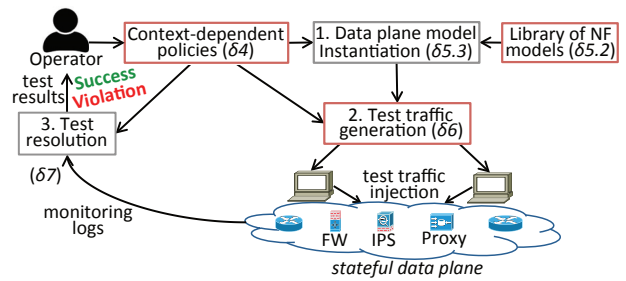 Operator
Context-dependent
policies (δ4)
1. Data plane model
Instantiation (δ5.3)
Library of NF
models (δ5.2)
test
results
Success
Violation
3. Test
resolution
(δ7)
2. Test traffic
generation (δ6)
test traffic
injection
monitoring
logs
FW
IPS
Proxy
stateful data plane